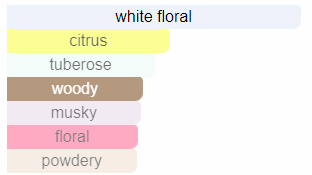 white floral
citrus
tuberose
woody
musky
floral
powdery